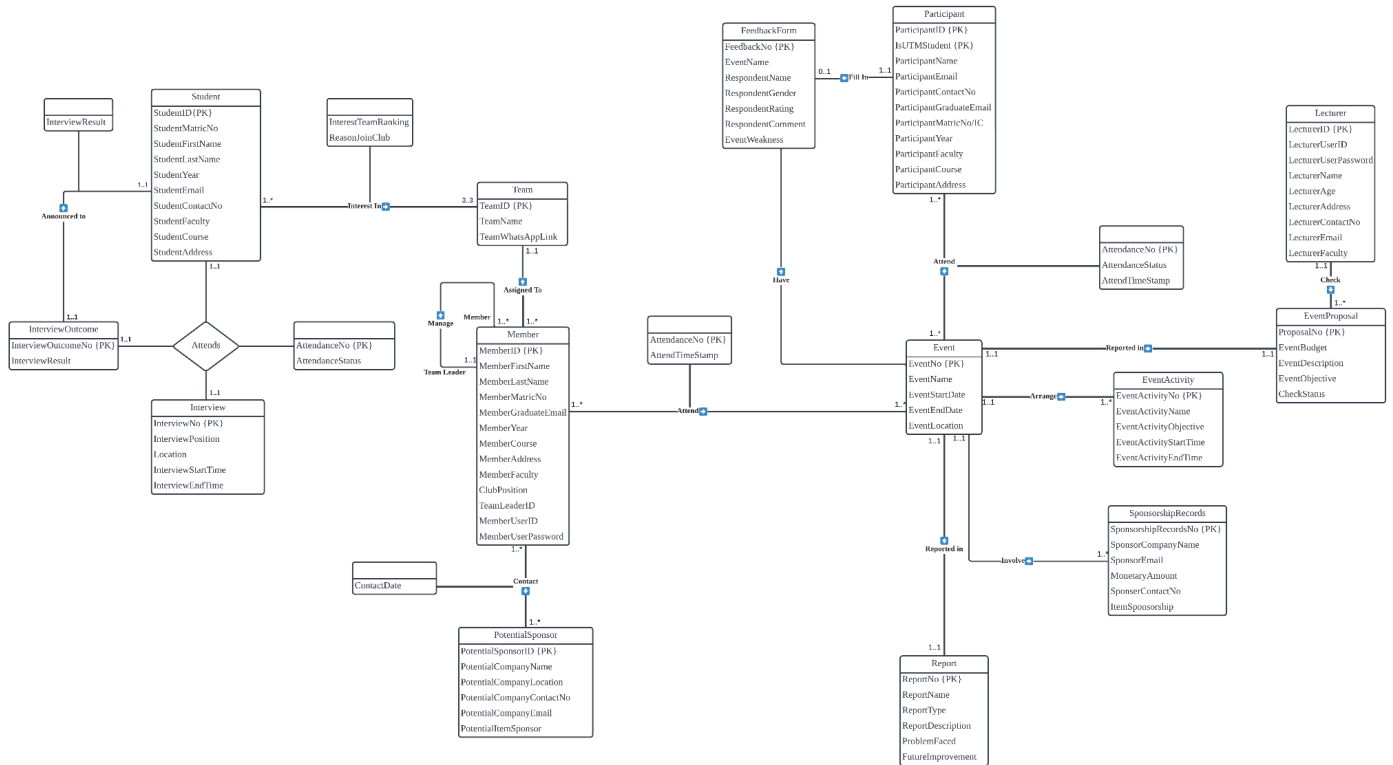 Participant
ParticipantID {PK}
IsUTMStudent {PK}
ParticipantName
ParticipantEmail
ParticipantContactNo
ParticipantGraduateEmail
ParticipantMatricNo/IC
ParticipantYear
ParticipantFaculty
ParticipantCourse
ParticipantAddress
1..*
FeedbackForm
FeedbackNo {PK}
EventName
RespondentName
RespondentGender
RespondentRating
RespondentComment
EventWeakness
0..1
Fill In
1..1
Student
StudentID{PK}
StudentMatricNo
StudentFirstName
StudentLastName
StudentYear
StudentEmail
StudentContactNo
StudentFaculty
StudentCourse
StudentAddress
InterviewResult
1..1
Announced to
1..1
InterestTeamRanking
ReasonJoinClub
1..*
Interest In
3..3
Team
TeamID {PK}
TeamName
TeamWhatsAppLink
1..1
Assigned To
1..*
Lecturer
LecturerID {PK}
LecturerUserID
LecturerUserPassword
LecturerName
LecturerAge
LecturerAddress
LecturerContactNo
LecturerEmail
LecturerFaculty
1..1
Check
1..*
AttendanceNo {PK}
AttendanceStatus
AttendTimeStamp
Attend
1..*
Have
1..1
InterviewOutcome
InterviewOutcomeNo {PK}
InterviewResult
1..1
Attends
AttendanceNo {PK}
AttendanceStatus
1..1
Interview
InterviewNo {PK}
InterviewPosition
Location
InterviewStartTime
InterviewEndTime
Manage
Member
1..*
1..1
Team Leader
Member
MemberID {PK}
MemberFirstName
MemberLastName
MemberMatricNo
MemberGraduateEmail
MemberYear
MemberCourse
MemberAddress
MemberFaculty
ClubPosition
TeamLeaderID
MemberUserID
MemberUserPassword
AttendanceNo {PK}
AttendTimeStamp
1..*
Attend
1..*
Event
EventNo {PK}
EventName
EventStartDate
EventEndDate
EventLocation
1..1
Reported in
1..1
EventProposal
ProposalNo {PK}
EventBudget
EventDescription
EventObjective
CheckStatus
1..1
Arrange
1..*
EventActivity
EventActivityNo {PK}
EventActivityName
EventActivityObjective
EventActivityStartTime
EventActivityEndTime
1..1
Involve
1..*
SponsorshipRecords
SponsorshipRecordsNo {PK}
SponsorCompanyName
SponsorEmail
MonetaryAmount
SponserContactNo
ItemSponsorship
1..1
Reported in
1..1
Report
ReportNo {PK}
ReportName
ReportType
ReportDescription
ProblemFaced
FutureImprovement
1..*
Contact
ContactDate
1..*
PotentialSponsor
PotentialSponsorID {PK}
PotentialCompanyName
PotentialCompanyLocation
PotentialCompanyContactNo
PotentialCompanyEmail
PotentialItemSponsor